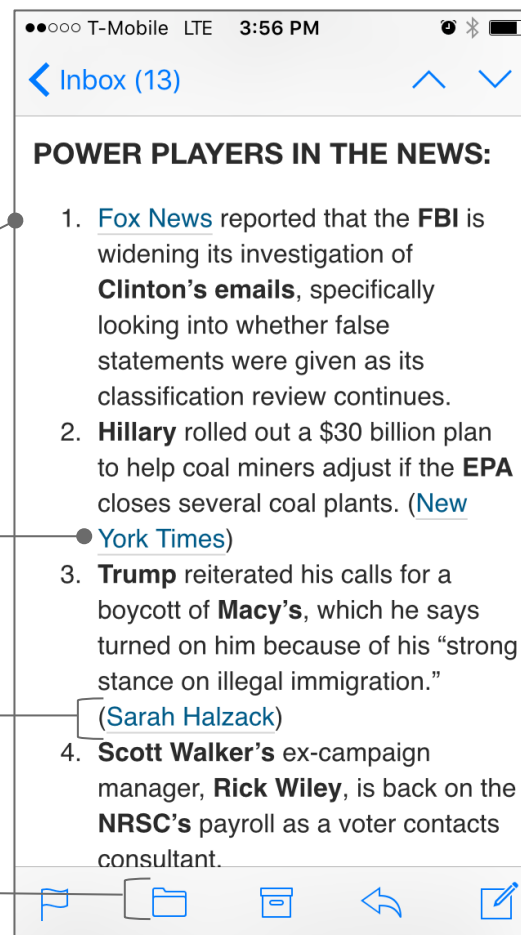 T-Mobile LTE 3:56 PM
Inbox (13)
POWER PLAYERS IN THE NEWS:
1. Fox News reported that the FBI is
widening its investigation of
Clinton’s emails, specifically
looking into whether false
statements were given as its
classification review continues.
2. Hillary rolled out a $30 billion plan
to help coal miners adjust if the EPA
closes several coal plants. (New
York Times)
3. Trump reiterated his calls for a
boycott of Macy’s, which he says
turned on him because of his “strong
stance on illegal immigration.”
(Sarah Halzack)
4. Scott Walker’s ex-campaign
manager, Rick Wiley, is back on the
NRSC’s payroll as a voter contacts
consultant.